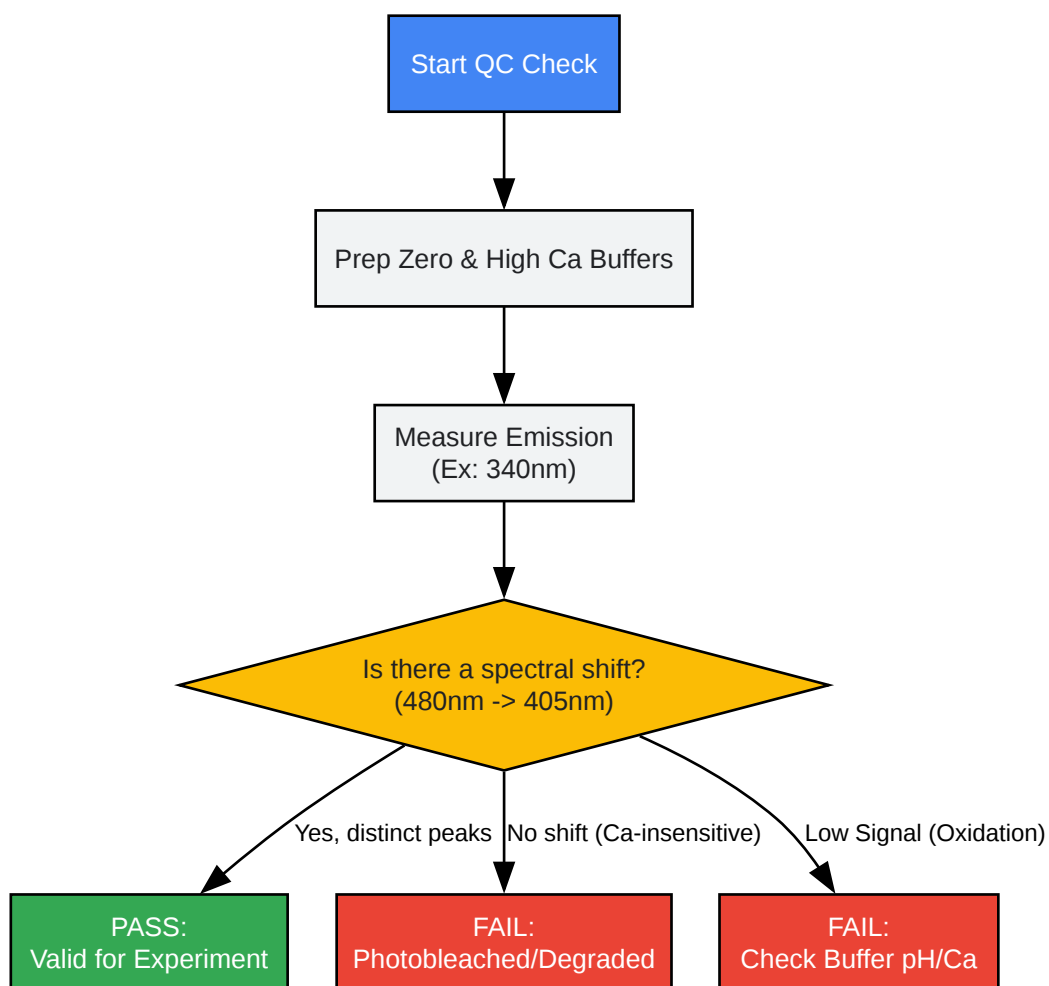 Start QC Check
Prep Zero & High Ca Buffers
Measure Emission
(Ex: 340nm)
Is there a spectral shift?
(480nm -> 405nm)
Yes, distinct peaks
No shift (Ca-insensitive)
Low Signal (Oxidation)
PASS:
Valid for Experiment
FAIL:
Photobleached/Degraded
FAIL:
Check Buffer pH/Ca